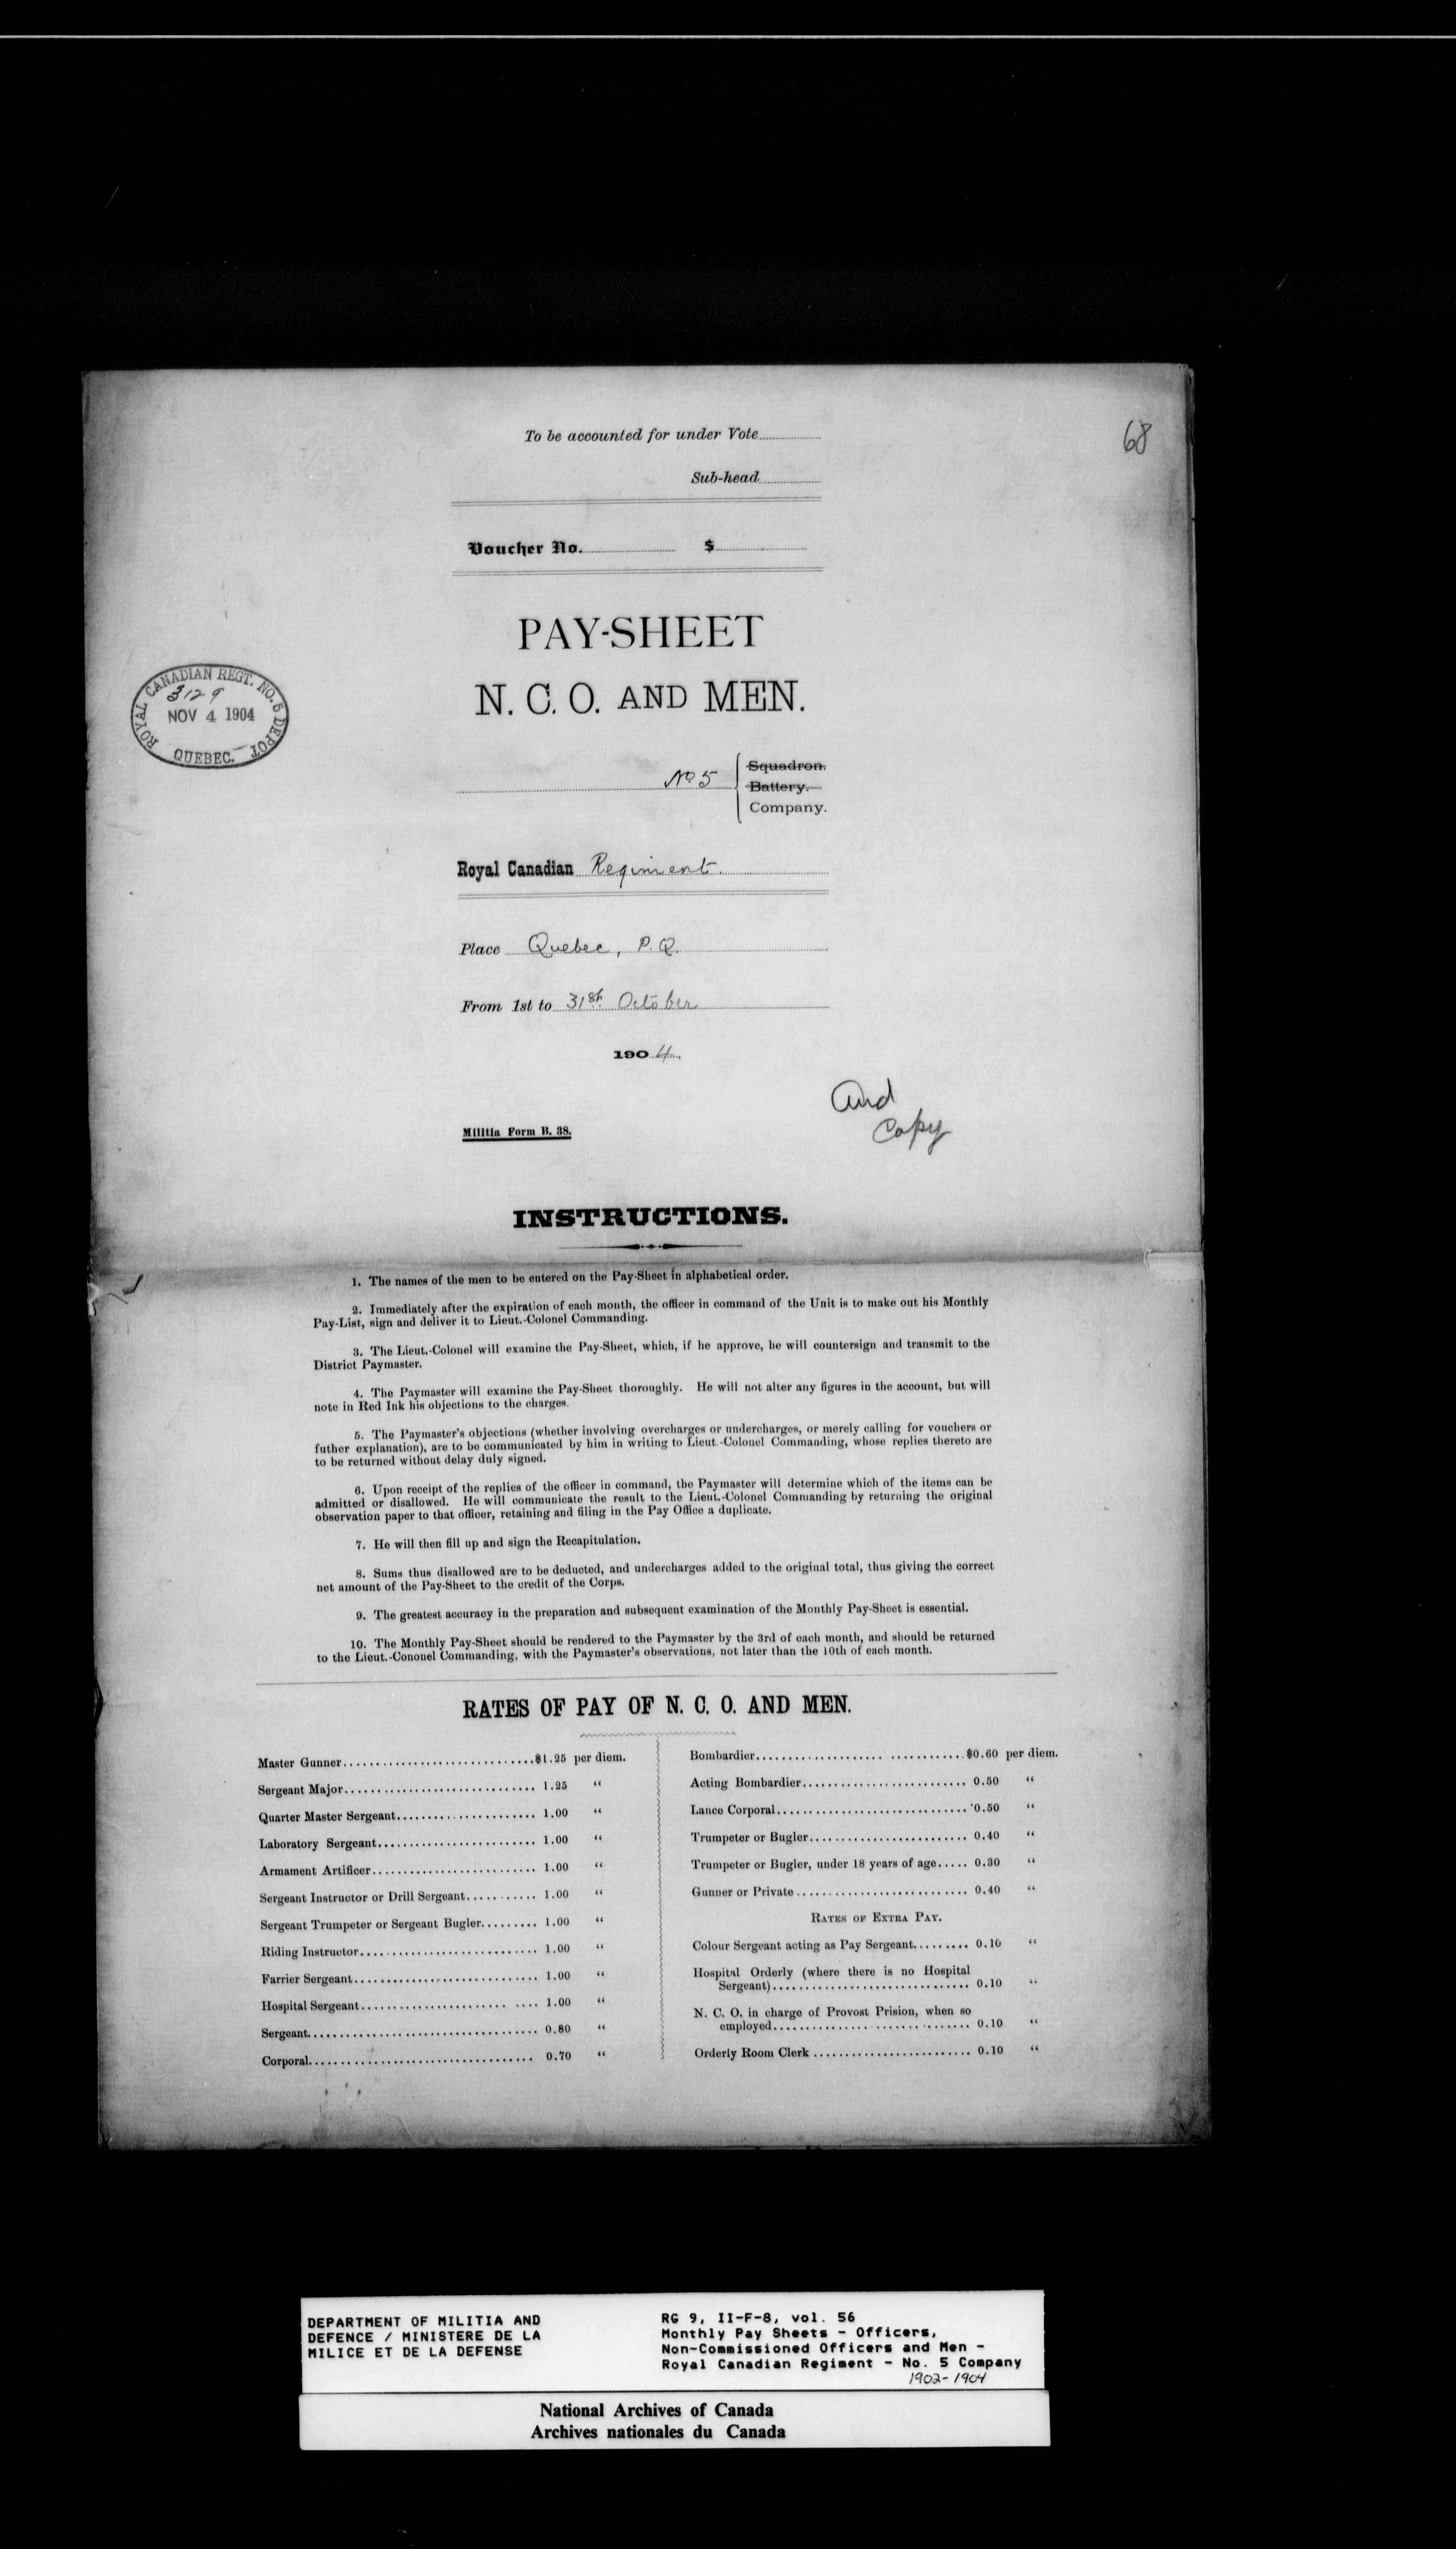 68
To be accounted for under Vote
Sub-head
Voucher No. $
PAY-SHEET
N. C. O. AND MEN.
ROYAL CANADIAN REGT. NO. 5 DEPOT
3129
NOV 4 1904
QUEBEC.
Squadron.
No 5 Battery.
Company.
Royal Canadian Regiment.
Place Quebec, P. Q.
From 1st to 31st October
1904
and
Copy
Militia Form B. 38.
INSTRUCTIONS.
1. The names of the men to be entered on the Pay-Sheet in alphabetical order.
2. Immediately after the expiration of each month, the officer in command of the Unit is to make out his Monthly
Pay-List, sign and deliver it to Lieut.-Colonel Commanding.
3. The Lieut.-Colonel will examine the Pay-Sheet, which, if he approve, he will countersign and transmit to the
District Paymaster.
4. The Paymaster will examine the Pay-Sheet thoroughly. He will not alter any figures in the account, but will
note in Red Ink his objections to the charges.
5. The Paymaster's objections (whether involving overcharges or undercharges, or merely calling for vouchers or
futher explanation), are to be communicated by him in writing to Lieut.-Colonel Commanding, whose replies thereto are
to be returned without delay duly signed.
6. Upon receipt of the replies of the officer in command, the Paymaster will determine which of the items can be
admitted or disallowed. He will communicate the result to the Lieut.-Colonel Commanding by returning the original
observation paper to that officer, retaining and filing in the Pay Office a duplicate.
7. He will then fill up and sign the Recapitulation.
8. Sums thus disallowed are to be deducted, and undercharges added to the original total, thus giving the correct
net amount of the Pay-Sheet to the credit of the Corps.
9. The greatest accuracy in the preparation and subsequent examination of the Monthly Pay-Sheet is essential.
10. The Monthly Pay-Sheet should be rendered to the Paymaster by the 3rd of each month, and should be returned
to the Lieut.-Cononel Commanding, with the Paymaster's observations, not later than the 10th of each month.
RATES OF PAY OF N. C. O. AND MEN.
Master Gunner $1.25 per diem.
Sergeant Major 1.25 "
Quarter Master Sergeant 1.00 "
Laboratory Sergeant 1.00 "
Armament Artificer 1.00 "
Sergeant Instructor or Drill Sergeant 1.00 "
Sergeant Trumpeter or Sergeant Bugler 1.00 "
Riding Instructor 1.00 "
Farrier Sergeant 1.00 "
Hospital Sergeant 1.00 "
Sergeant 0.80 "
Corporal 0.70 "
Bombardier $0.60 per diem.
Acting Bombardier 0.50 "
Lance Corporal 0.50 "
Trumpeter or Bugler 0.40 "
Trumpeter or Bugler, under 18 years of age 0.30 "
Gunner or Private 0.40 "
RATES OF EXTRA PAY.
Colour Sergeant acting as Pay Sergeant 0.10 "
Hospital Orderly (where there is no Hospital
Sergeant) 0.10 "
N. C. O. in charge of Provost Prision, when so
employed 0.10 "
Orderly Room Clerk 0.10 "
DEPARTMENT OF MILITIA AND
DEFENCE / MINISTERE DE LA
MILICE ET DE LA DEFENSE
RG 9, II-F-8, vol. 56
Monthly Pay Sheets - Officers,
Non-Commissioned Officers and Men -
Royal Canadian Regiment - No. 5 Company
1902-1904
National Archives of Canada
Archives nationales du Canada